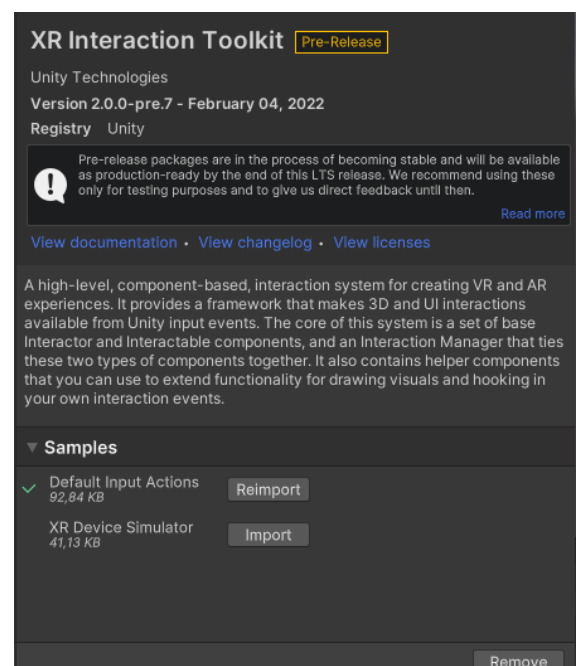 XR Interaction Toolkit Pre-Release
Unity Technologies
Version 2.0.0-pre.7 - February 04, 2022
Registry Unity
Pre-release packages are in the process of becoming stable and will be available
as production-ready by the end of this LTS release. We recommend using these
only for testing purposes and to give us direct feedback until then.
Read more
View documentation • View changelog • View licenses
A high-level, component-based, interaction system for creating VR and AR
experiences. It provides a framework that makes 3D and UI interactions
available from Unity input events. The core of this system is a set of base
Interactor and Interactable components, and an Interaction Manager that ties
these two types of components together. It also contains helper components
that you can use to extend functionality for drawing visuals and hooking in
your own interaction events.
Samples
Default Input Actions
92,84 KB
Reimport
XR Device Simulator
41,13 KB
Import
Remove